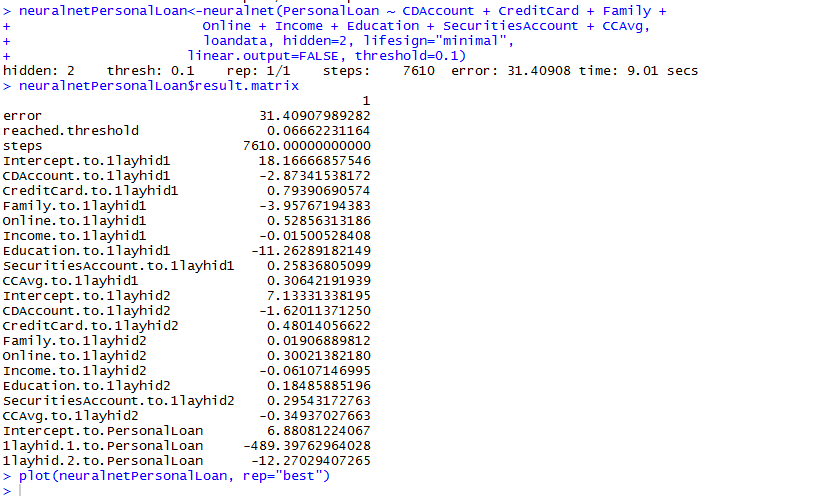 > neuralnetPersonalLoan<-neuralnet(PersonalLoan ~ CDAccount + CreditCard + Family +
+ Online + Income + Education + SecuritiesAccount + CCAvg,
+ loandata, hidden=2, lifesign="minimal",
+ linear.output=FALSE, threshold=0.1)
hidden: 2 thresh: 0.1 rep: 1/1 steps: 7610 error: 31.40908 time: 9.01 secs
> neuralnetPersonalLoan$result.matrix
1
error 31.40907989282
reached.threshold 0.06662231164
steps 7610.00000000000
Intercept.to.1layhid1 18.16666857546
CDAccount.to.1layhid1 -2.87341538172
CreditCard.to.1layhid1 0.79390690574
Family.to.1layhid1 -3.95767194383
Online.to.1layhid1 0.52856313186
Income.to.1layhid1 -0.01500528408
Education.to.1layhid1 -11.26289182149
SecuritiesAccount.to.1layhid1 0.25836805099
CCAvg.to.1layhid1 0.30642191939
Intercept.to.1layhid2 7.13331338195
CDAccount.to.1layhid2 -1.62011371250
CreditCard.to.1layhid2 0.48014056622
Family.to.1layhid2 0.01906889812
Online.to.1layhid2 0.30021382180
Income.to.1layhid2 -0.06107146995
Education.to.1layhid2 0.18485885196
SecuritiesAccount.to.1layhid2 0.29543172763
CCAvg.to.1layhid2 -0.34937027663
Intercept.to.PersonalLoan 6.88081224067
1layhid.1.to.PersonalLoan -489.39762964028
1layhid.2.to.PersonalLoan -12.27029407265
> plot(neuralnetPersonalLoan, rep="best")
>